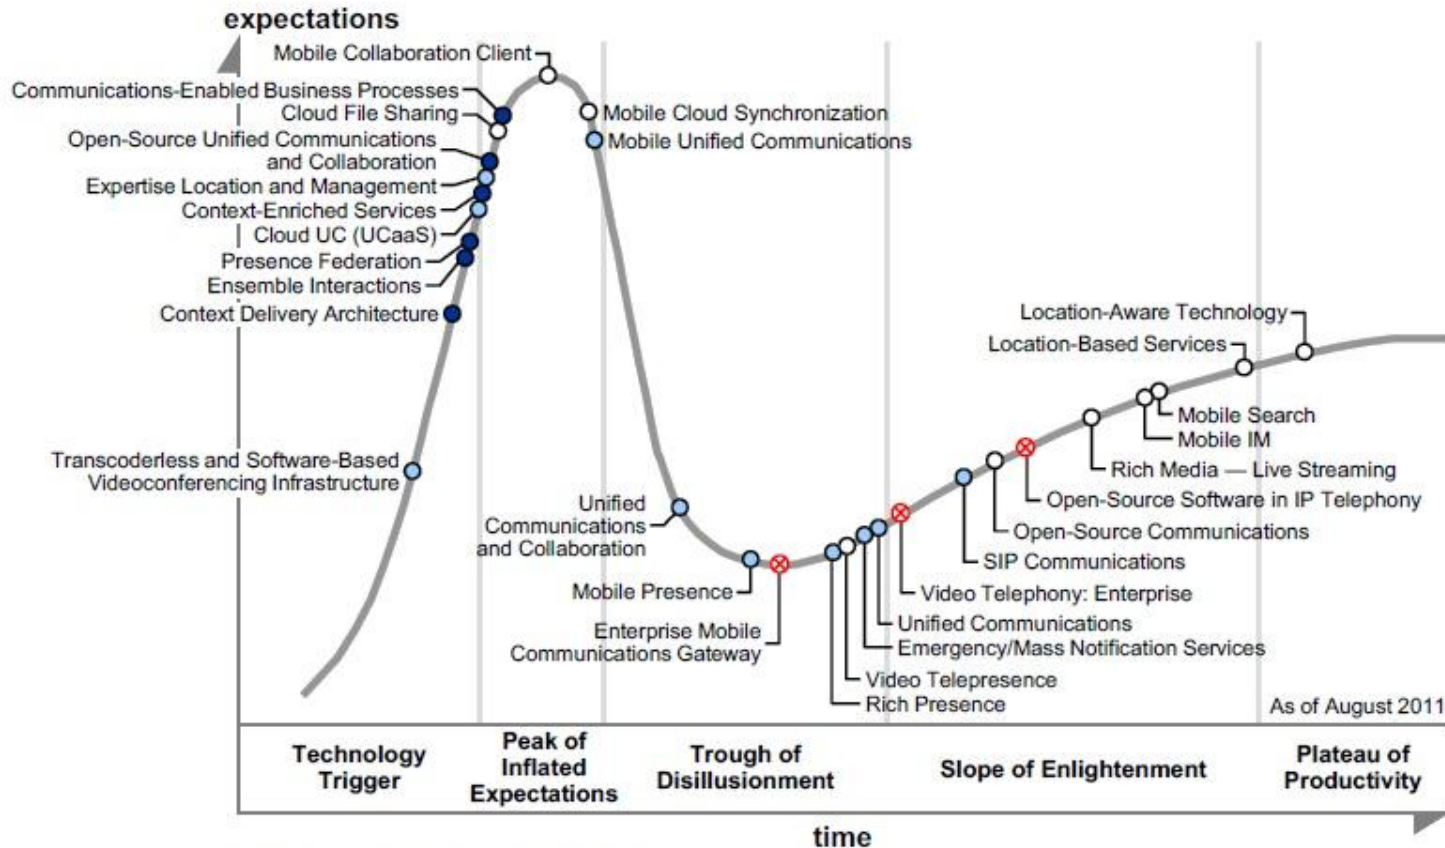 expectations
Mobile Collaboration Client
Communications-Enabled Business Processes
Cloud File Sharing
Open-Source Unified Communications
and Collaboration
Expertise Location and Management
Context-Enriched Services
Cloud UC (UCaaS)
Presence Federation
Ensemble Interactions
Context Delivery Architecture
Transcoderless and Software-Based
Videoconferencing Infrastructure
Mobile Cloud Synchronization
Mobile Unified Communications
Unified
Communications
and Collaboration
Mobile Presence
Enterprise Mobile
Communications Gateway
Location-Aware Technology
Location-Based Services
Mobile Search
Mobile IM
Rich Media — Live Streaming
Open-Source Software in IP Telephony
Open-Source Communications
SIP Communications
Video Telephony: Enterprise
Unified Communications
Emergency/Mass Notification Services
Video Telepresence
Rich Presence
As of August 2011
Technology
Trigger
Peak of
Inflated
Expectations
Trough of
Disillusionment
Slope of Enlightenment
Plateau of
Productivity
time